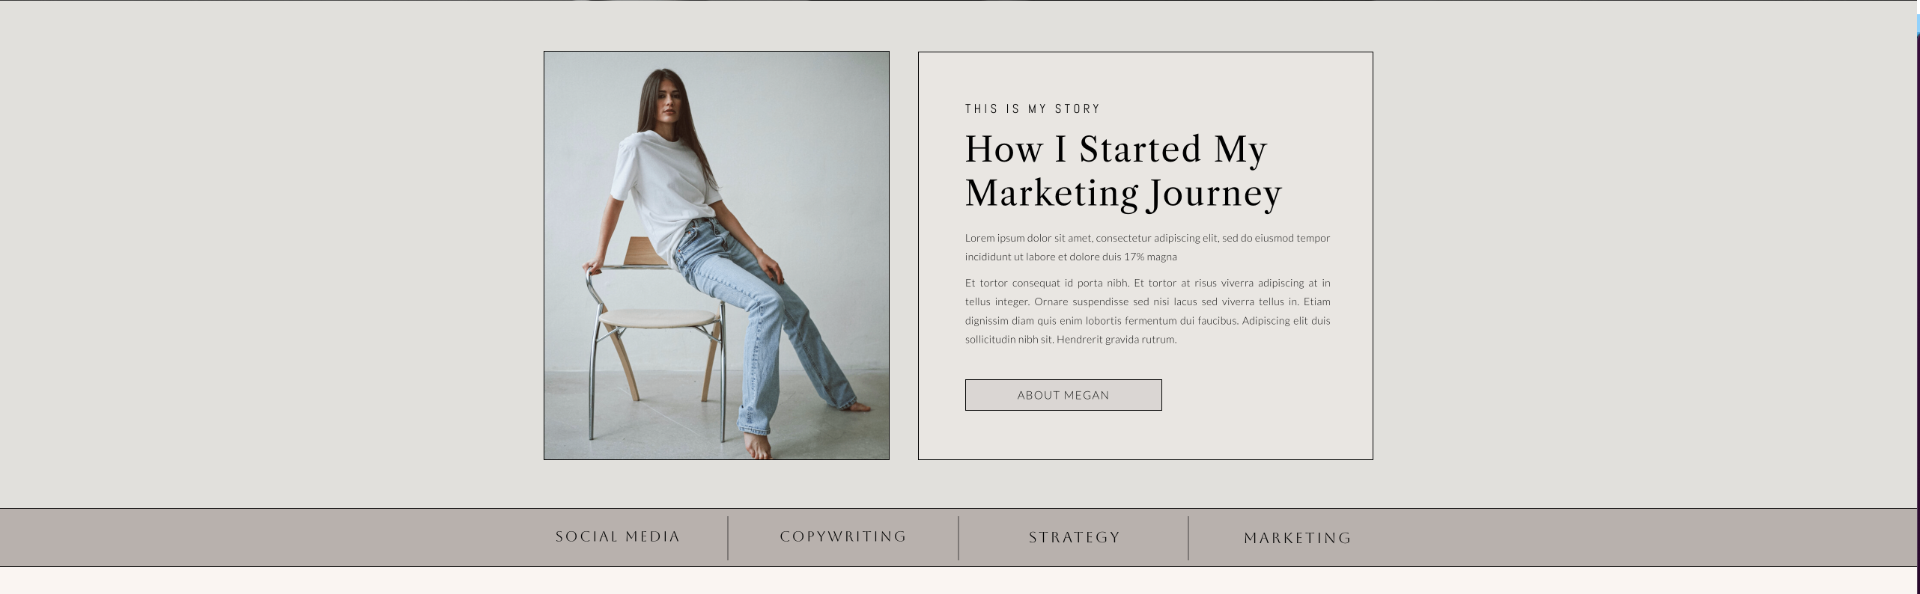 THIS IS MY STORY
How I Started My
Marketing Journey
Lorem ipsum dolor sit amet, consectetur adipiscing elit, sed do eiusmod tempor
incididunt ut labore et dolore duis 17% magna
Et tortor consequat id porta nibh. Et tortor at risus viverra adipiscing at in
tellus integer. Ornare suspendisse sed nisi lacus sed viverra tellus in. Etiam
dignissim diam quis enim lobortis fermentum dui faucibus. Adipiscing elit duis
sollicitudin nibh sit. Hendrerit gravida rutrum.
ABOUT MEGAN
SOCIAL MEDIA
COPYWRITING
STRATEGY
MARKETING